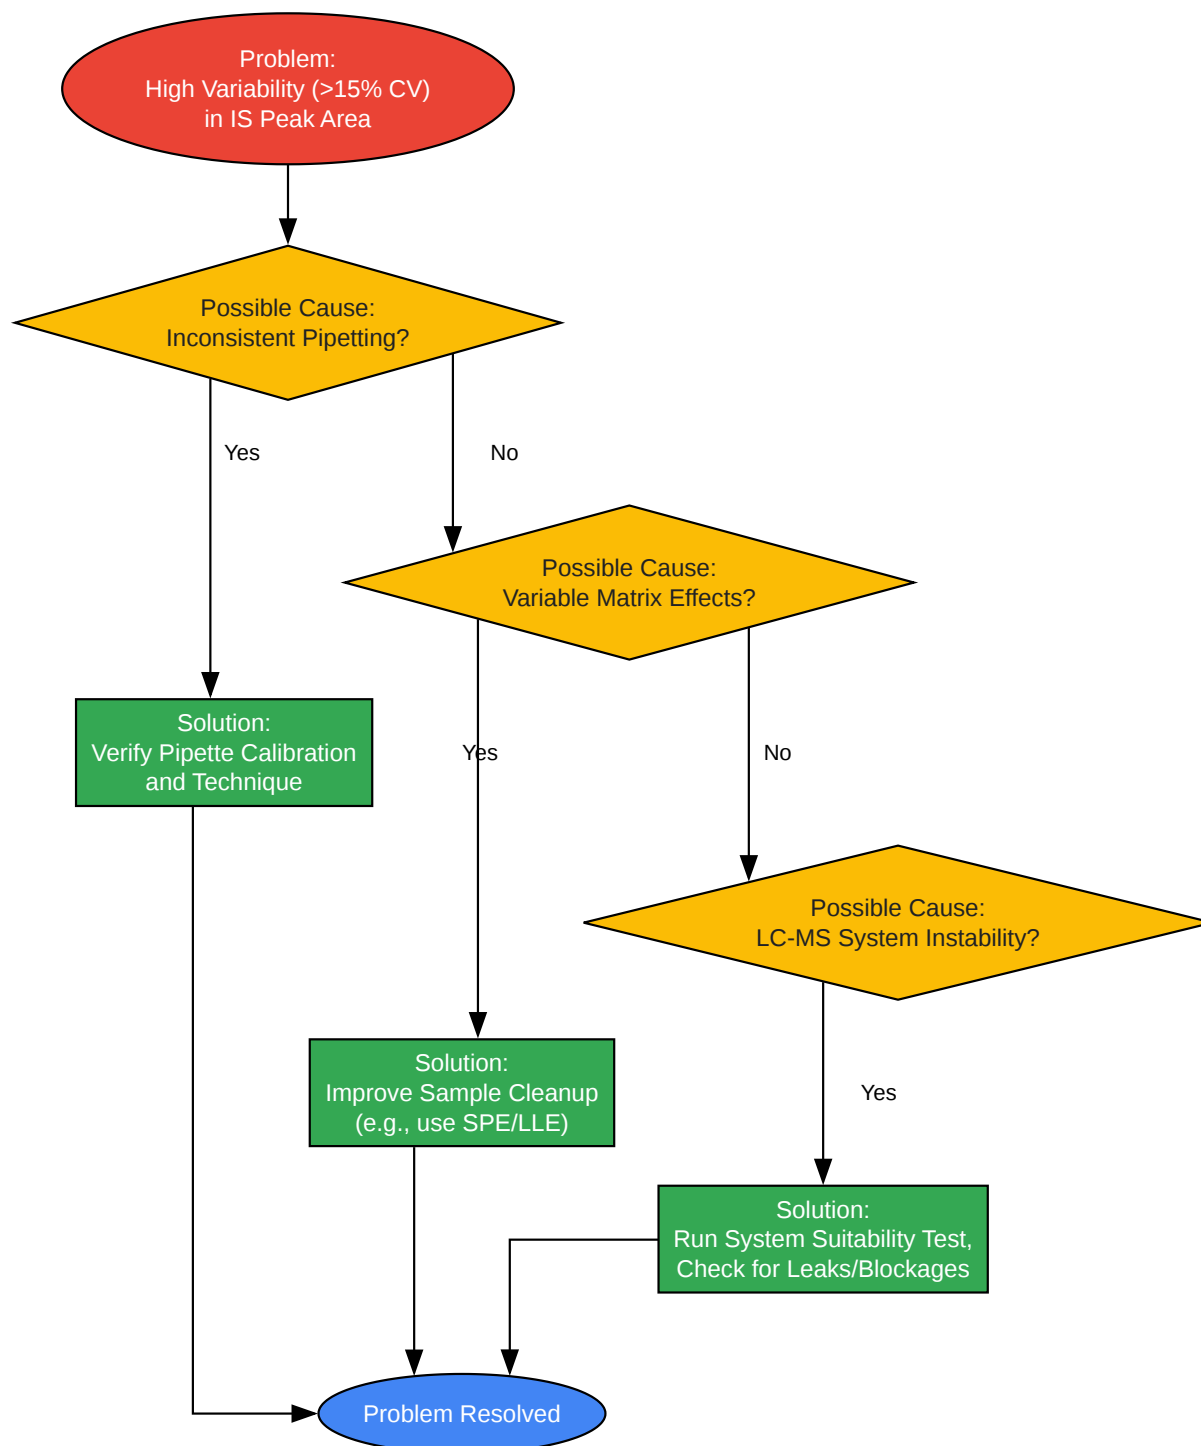 Problem:
High Variability (>15% CV)
in IS Peak Area
Possible Cause:
Inconsistent Pipetting?
Yes
No
Possible Cause:
Variable Matrix Effects?
Solution:
Verify Pipette Calibration
and Technique
Yes
No
Possible Cause:
LC-MS System Instability?
Solution:
Improve Sample Cleanup
(e.g., use SPE/LLE)
Yes
Solution:
Run System Suitability Test,
Check for Leaks/Blockages
Problem Resolved